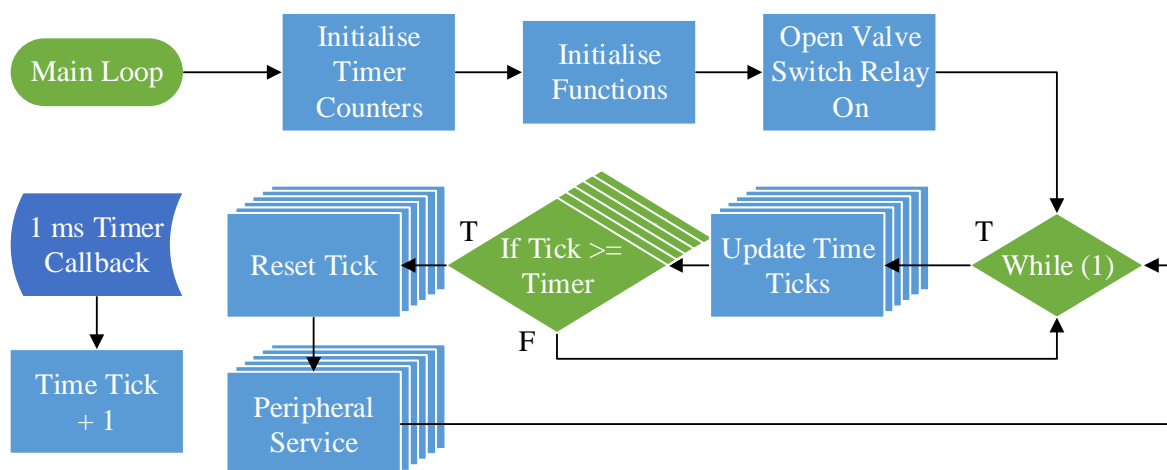 Main Loop
Initialise
Timer
Counters
Initialise
Functions
Open Valve
Switch Relay
On
1 ms Timer
Callback
Reset Tick
T
If Tick >=
Timer
F
Update Time
Ticks
T
While (1)
Time Tick
+ 1
Peripheral
Service